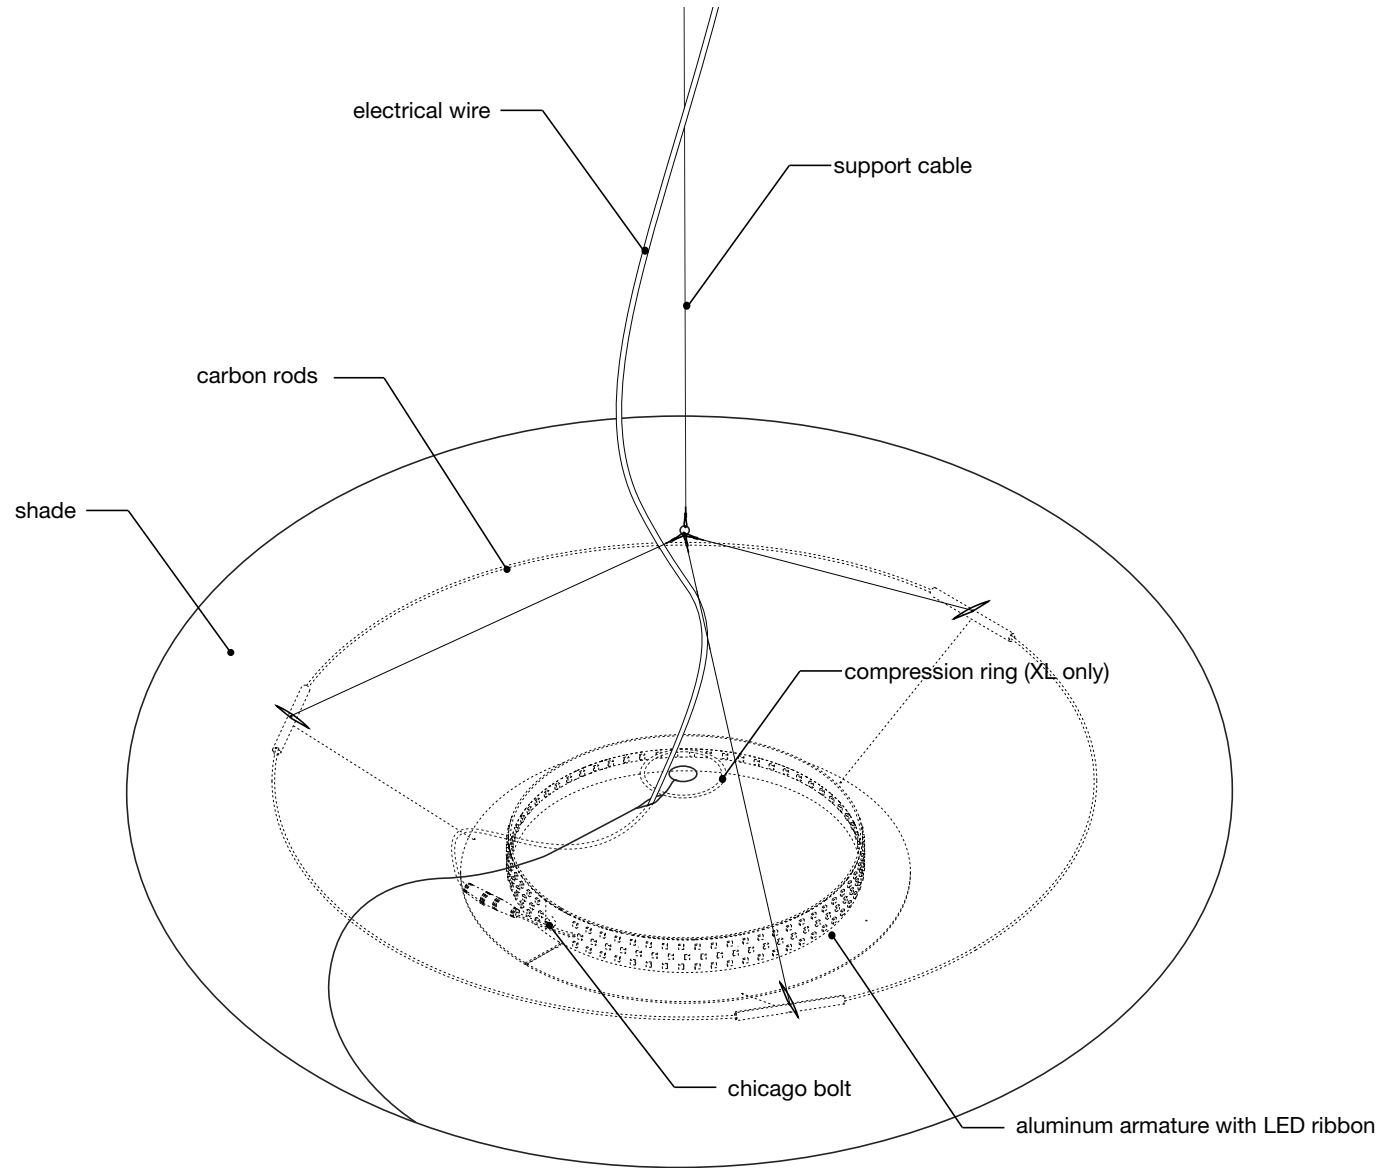 electrical wire
support cable
carbon rods
shade
compression ring (XL only)
chicago bolt
aluminum armature with LED ribbon